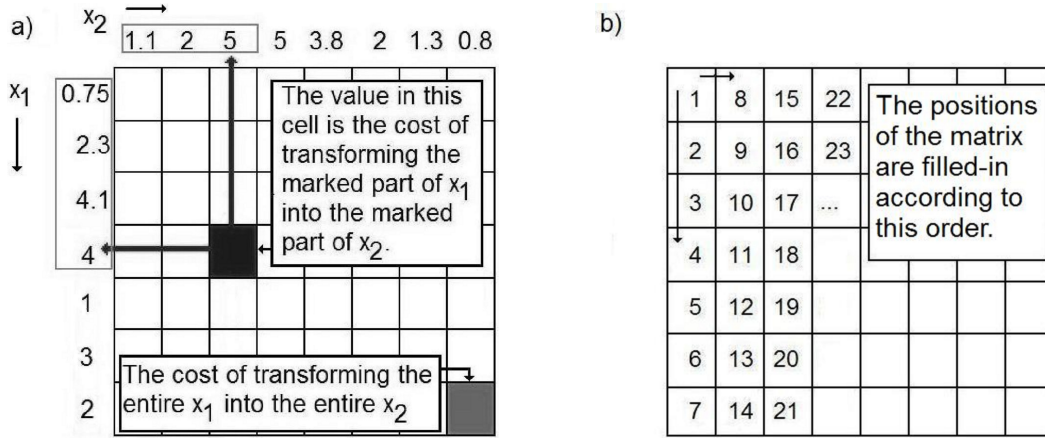 a)
x2
1.1 2 5 5 3.8 2 1.3 0.8
x1
0.75
2.3
4.1
4
1
3
2
The value in this
cell is the cost of
transforming the
marked part of x1
into the marked
part of x2.
The cost of transforming the
entire x1 into the entire x2
b)
1 8 15 22
2 9 16 23
3 10 17 ...
4 11 18
5 12 19
6 13 20
7 14 21
The positions
of the matrix
are filled-in
according to
this order.